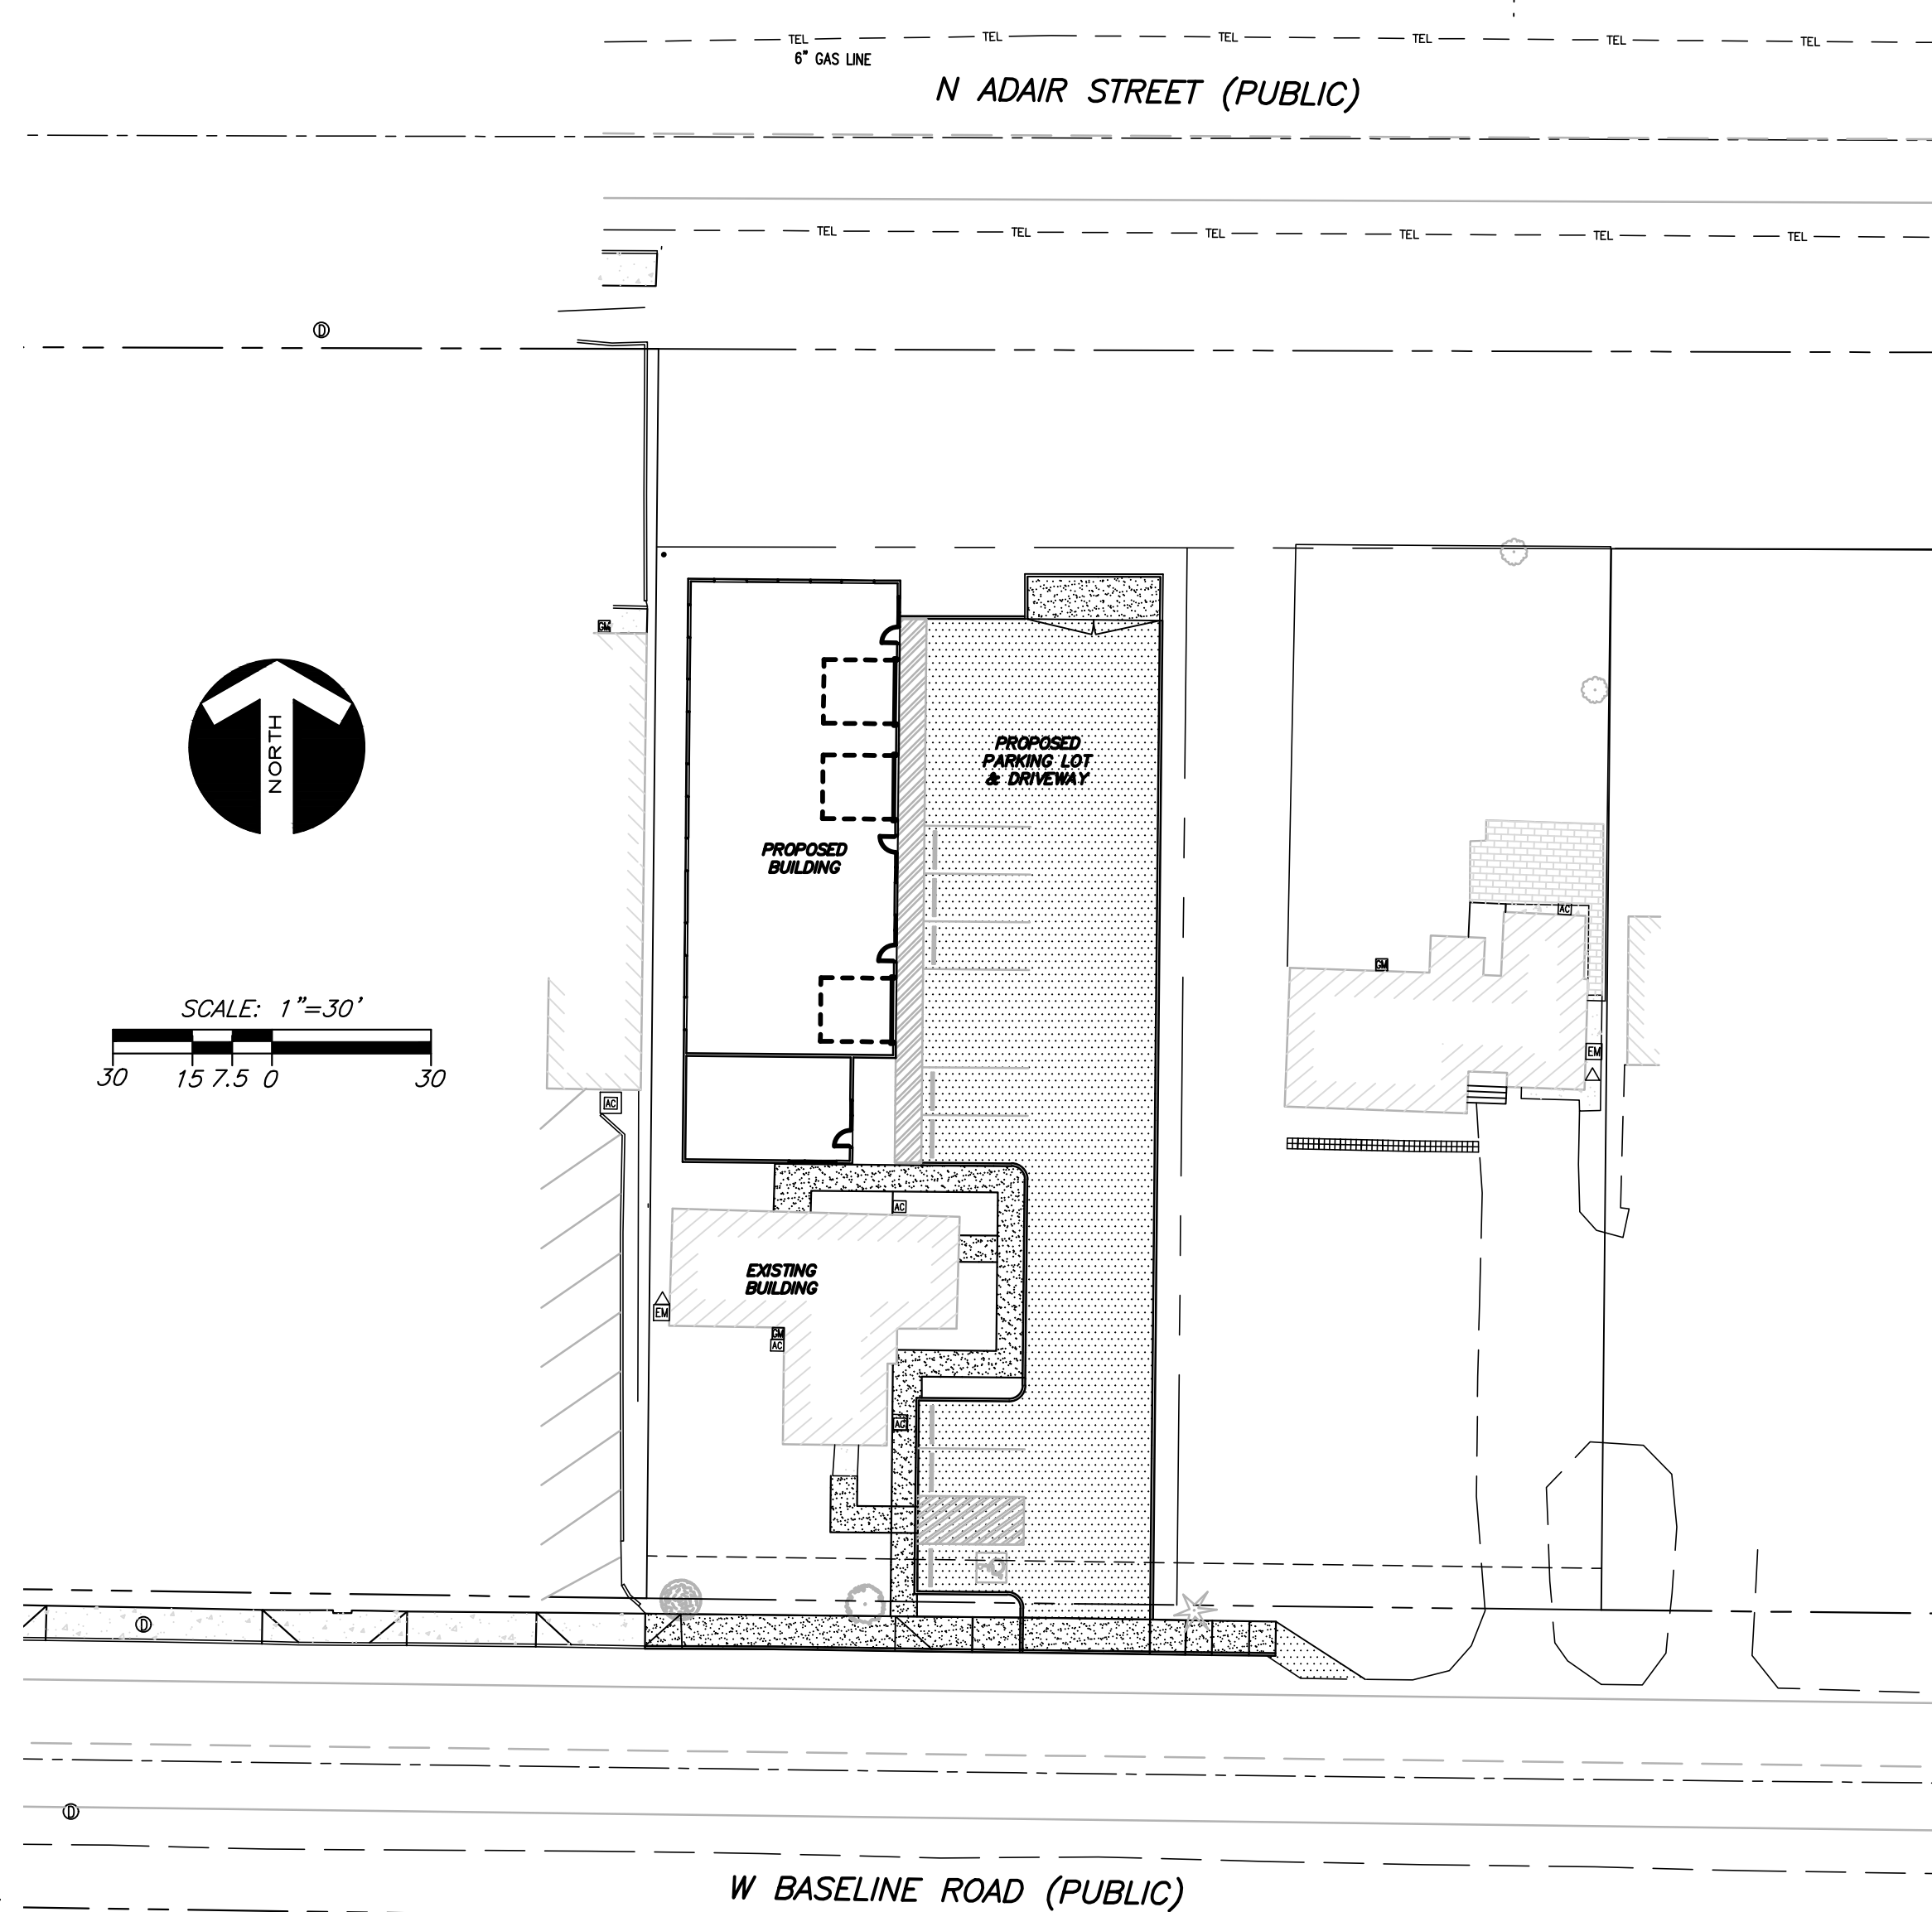 TEL TEL TEL TEL TEL TEL
6" GAS LINE
N ADAIR STREET (PUBLIC)
TEL TEL TEL TEL TEL TEL
D
GM
NORTH
PROPOSED
PARKING LOT
& DRIVEWAY
PROPOSED
BUILDING
AC
GM
SCALE: 1"=30'
30 15 7.5 0 30
EM
AC
AC
EXISTING
BUILDING
EM
GM
AC
AC
D
D
W BASELINE ROAD (PUBLIC)